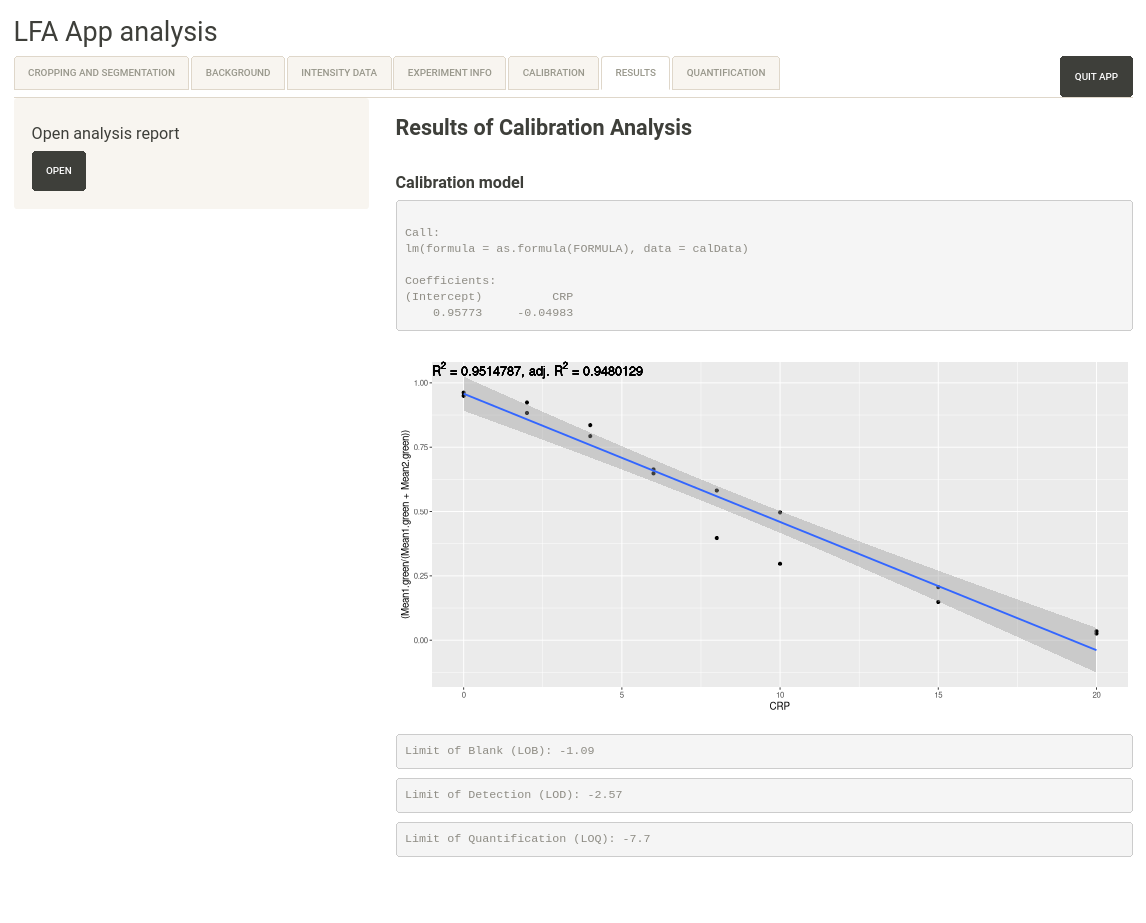 LFA App analysis
CROPPING AND SEGMENTATION BACKGROUND INTENSITY DATA EXPERIMENT INFO CALIBRATION RESULTS QUANTIFICATION QUIT APP
Open analysis report
OPEN
Results of Calibration Analysis
Calibration model
Call:
lm(formula = as.formula(FORMULA), data = calData)
Coefficients:
(Intercept) CRP
0.95773 -0.04983
R² = 0.9514787, adj. R² = 0.9480129
(Mean1.green/(Mean1.green + Mean2.green))
1.00
0.75
0.50
0.25
0.00
0 5 10 15 20
CRP
Limit of Blank (LOB): -1.09
Limit of Detection (LOD): -2.57
Limit of Quantification (LOQ): -7.7